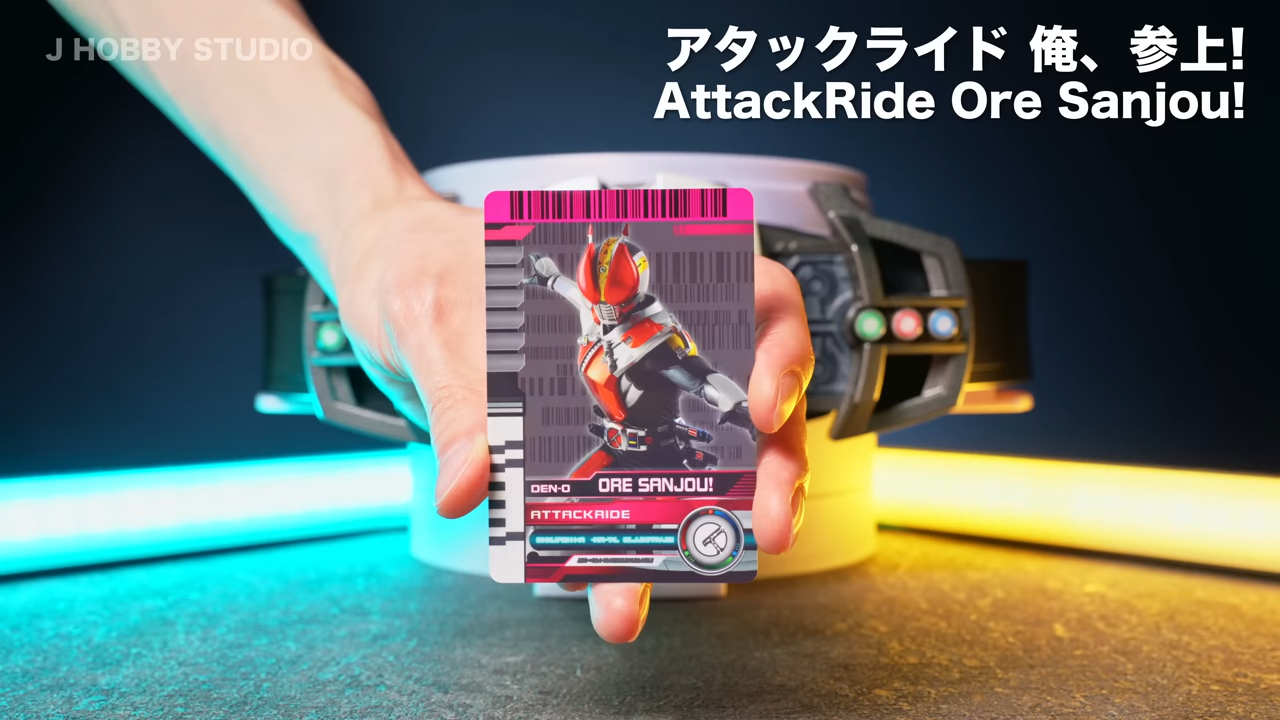 J HOBBY STUDIO
アタックライド 俺、参上!
AttackRide Ore Sanjou!
DEN-O ORE SANJOU!
ATTACKRIDE